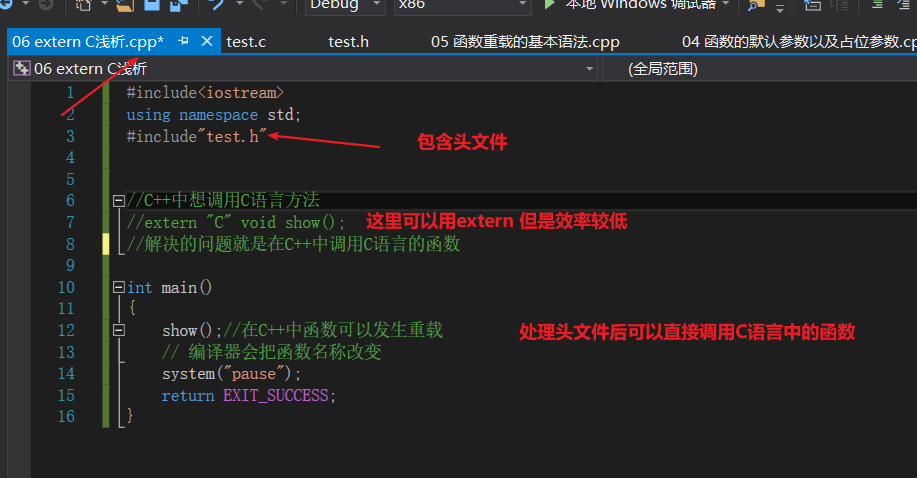 Debug x86 本地 Windows 调试器
06 extern C浅析.cpp* test.c test.h 05 函数重载的基本语法.cpp 04 函数的默认参数以及占位参数.cp
06 extern C浅析 (全局范围)
1 #include<iostream>
2 using namespace std;
3 #include"test.h" 包含头文件
4
5
6 //C++中想调用C语言方法
7 //extern "C" void show(); 这里可以用extern 但是效率较低
8 //解决的问题就是在C++中调用C语言的函数
9
10 int main()
11 {
12 show();//在C++中函数可以发生重载 处理头文件后可以直接调用C语言中的函数
13 // 编译器会把函数名称改变
14 system("pause");
15 return EXIT_SUCCESS;
16 }